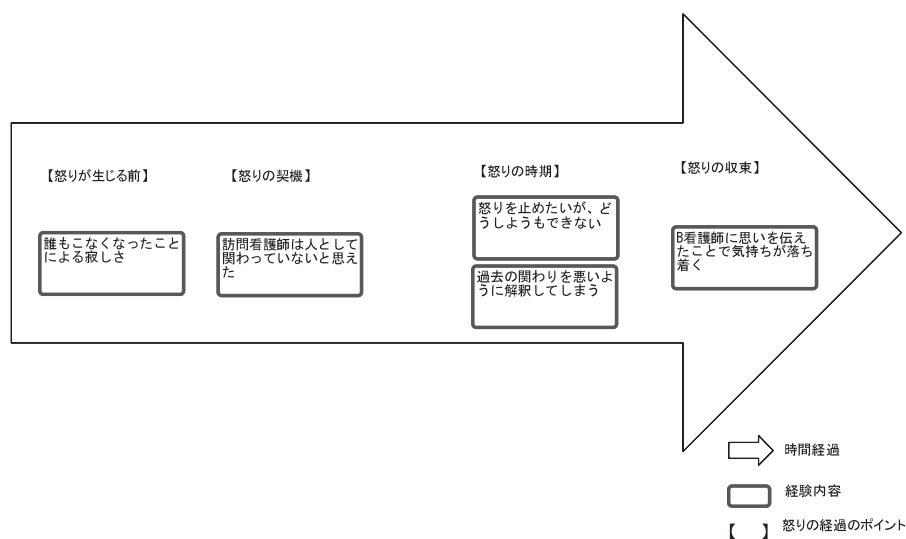 【怒りが生じる前】
誰もこなくなったこと
による寂しさ
【怒りの契機】
訪問看護師は人として
関わっていないと思え
た
【怒りの時期】
怒りを止めたいが、ど
うしようもできない
過去の関わりを悪いよ
うに解釈してしまう
【怒りの収束】
B看護師に思いを伝え
たことで気持ちが落ち
着く
時間経過
経験内容
【　】 怒りの経過のポイント